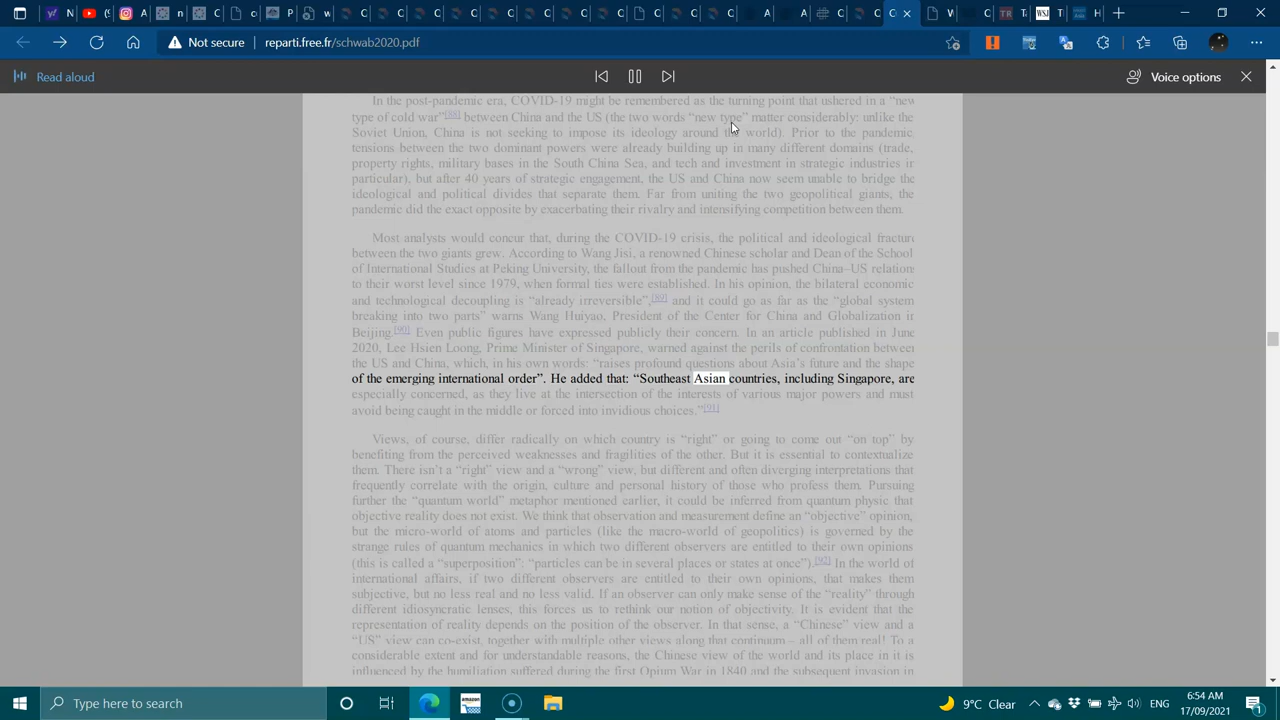 Not secure
reparti.free.fr/schwab2020.pdf
Read aloud
Voice options
In the post-pandemic era, COVID-19 might be remembered as the turning point that ushered in a “new
type of cold war”[88] between China and the US (the two words “new type” matter considerably: unlike the
Soviet Union, China is not seeking to impose its ideology around the world). Prior to the pandemic,
tensions between the two dominant powers were already building up in many different domains (trade,
property rights, military bases in the South China Sea, and tech and investment in strategic industries in
particular), but after 40 years of strategic engagement, the US and China now seem unable to bridge the
ideological and political divides that separate them. Far from uniting the two geopolitical giants, the
pandemic did the exact opposite by exacerbating their rivalry and intensifying competition between them.
Most analysts would concur that, during the COVID-19 crisis, the political and ideological fracture
between the two giants grew. According to Wang Jisi, a renowned Chinese scholar and Dean of the School
of International Studies at Peking University, the fallout from the pandemic has pushed China–US relations
to their worst level since 1979, when formal ties were established. In his opinion, the bilateral economic
and technological decoupling is “already irreversible”,[89] and it could go as far as the “global system
breaking into two parts” warns Wang Huiyao, President of the Center for China and Globalization in
Beijing.[90] Even public figures have expressed publicly their concern. In an article published in June
2020, Lee Hsien Loong, Prime Minister of Singapore, warned against the perils of confrontation between
the US and China, which, in his own words: “raises profound questions about Asia’s future and the shape
of the emerging international order”. He added that: “Southeast Asian countries, including Singapore, are
especially concerned, as they live at the intersection of the interests of various major powers and must
avoid being caught in the middle or forced into invidious choices.”[91]
Views, of course, differ radically on which country is “right” or going to come out “on top” by
benefiting from the perceived weaknesses and fragilities of the other. But it is essential to contextualize
them. There isn’t a “right” view and a “wrong” view, but different and often diverging interpretations that
frequently correlate with the origin, culture and personal history of those who profess them. Pursuing
further the “quantum world” metaphor mentioned earlier, it could be inferred from quantum physic that
objective reality does not exist. We think that observation and measurement define an “objective” opinion,
but the micro-world of atoms and particles (like the macro-world of geopolitics) is governed by the
strange rules of quantum mechanics in which two different observers are entitled to their own opinions
(this is called a “superposition”: “particles can be in several places or states at once”).[92] In the world of
international affairs, if two different observers are entitled to their own opinions, that makes them
subjective, but no less real and no less valid. If an observer can only make sense of the “reality” through
different idiosyncratic lenses, this forces us to rethink our notion of objectivity. It is evident that the
representation of reality depends on the position of the observer. In that sense, a “Chinese” view and a
“US” view can co-exist, together with multiple other views along that continuum – all of them real! To a
considerable extent and for understandable reasons, the Chinese view of the world and its place in it is
influenced by the humiliation suffered during the first Opium War in 1840 and the subsequent invasion in
Type here to search
9°C Clear
ENG
6:54 AM
17/09/2021